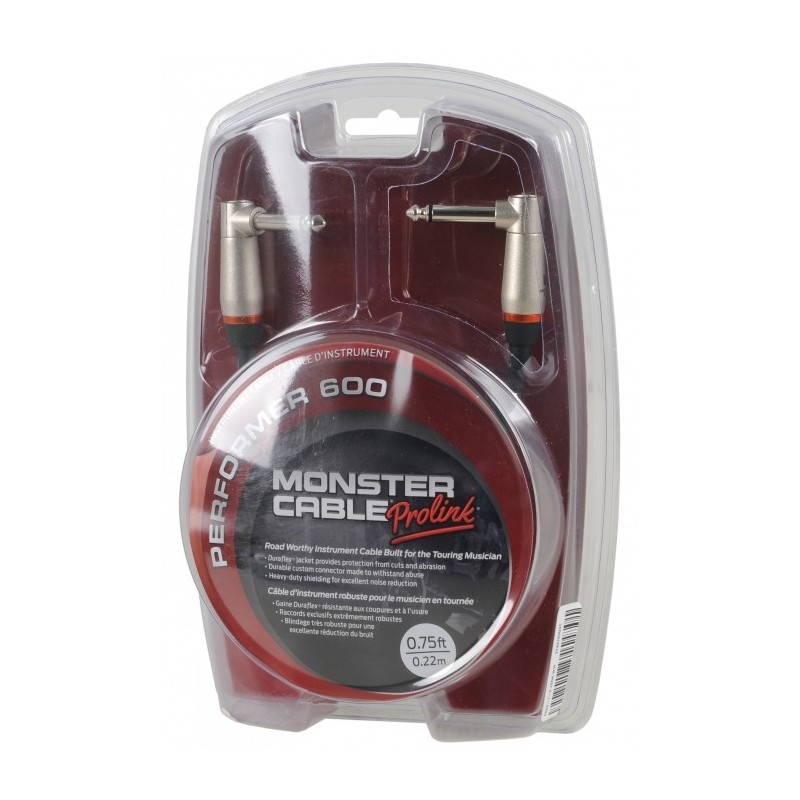 CÂBLE D'INSTRUMENT
PERFORMER 600
MONSTER
CABLE® Prolink®
Road Worthy Instrument Cable Built for the Touring Musician
• Duraflex® jacket provides protection from cuts and abrasion
• Durable custom connector made to withstand abuse
• Heavy-duty shielding for excellent noise reduction
Câble d'instrument robuste pour le musicien en tournée
• Gaine Duraflex® résistante aux coupures et à l'usure
• Raccords exclusifs extrêmement robustes
• Blindage très robuste pour une
excellente réduction du bruit
0.75ft
0.22m